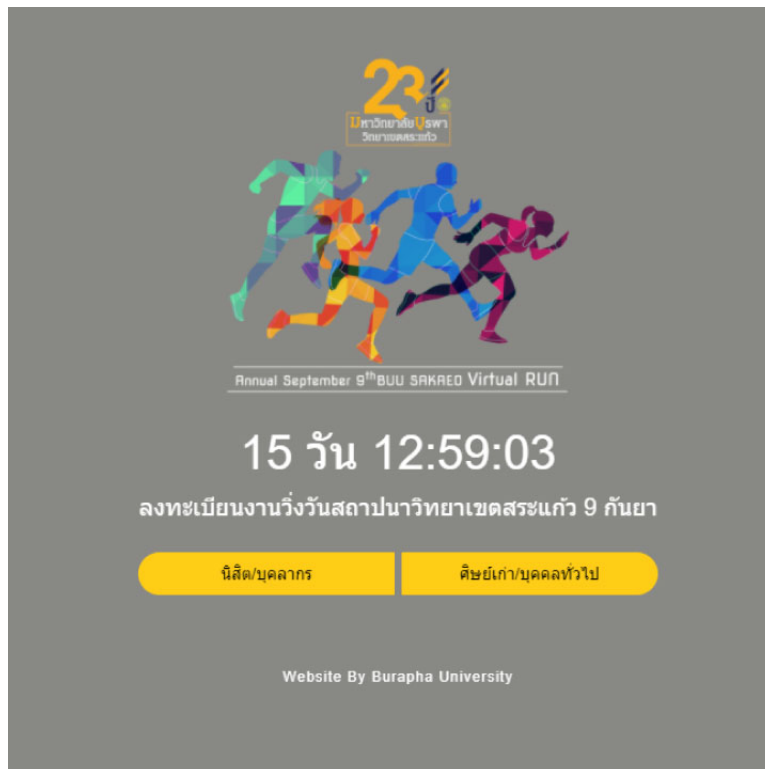 23 ปี
มหาวิทยาลัยบูรพา
วิทยาเขตสระแก้ว
Annual September 9th BUU SAKAEO Virtual RUN
15 วัน 12:59:03
ลงทะเบียนงานวิ่งวันสถาปนาวิทยาเขตสระแก้ว 9 กันยา
นิสิต/บุคลากร
ศิษย์เก่า/บุคคลทั่วไป
Website By Burapha University